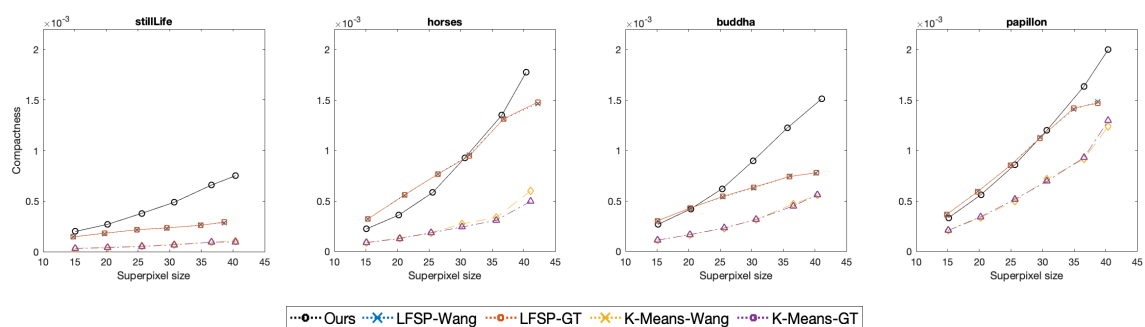 stillLife
horses
buddha
papillon
×10⁻³
×10⁻³
×10⁻³
×10⁻³
2
1.5
1
0.5
0
2
1.5
1
0.5
0
2
1.5
1
0.5
0
2
1.5
1
0.5
0
Compactness
10 15 20 25 30 35 40 45
10 15 20 25 30 35 40 45
10 15 20 25 30 35 40 45
10 15 20 25 30 35 40 45
Superpixel size
Superpixel size
Superpixel size
Superpixel size
Ours LFSP-Wang LFSP-GT K-Means-Wang K-Means-GT